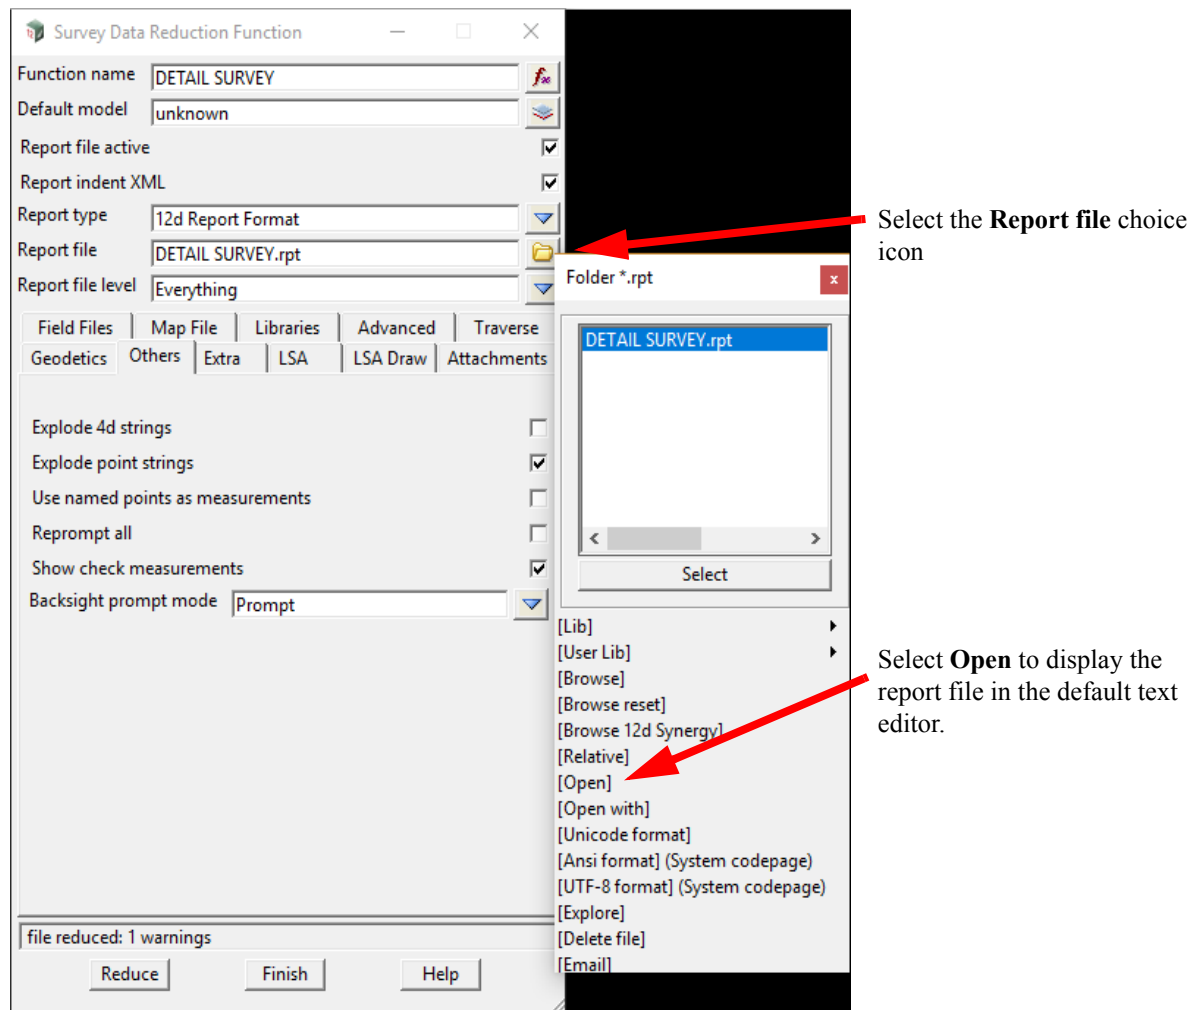 Survey Data Reduction Function
Function name DETAIL SURVEY
Default model unknown
Report file active
Report indent XML
Report type 12d Report Format
Report file DETAIL SURVEY.rpt
Report file level Everything
Field Files Map File Libraries Advanced Traverse
Geodetics Others Extra LSA LSA Draw Attachments
Explode 4d strings
Explode point strings
Use named points as measurements
Reprompt all
Show check measurements
Backsight prompt mode Prompt
file reduced: 1 warnings
Reduce Finish Help
Folder *.rpt
DETAIL SURVEY.rpt
Select
[Lib]
[User Lib]
[Browse]
[Browse reset]
[Browse 12d Synergy]
[Relative]
[Open]
[Open with]
[Unicode format]
[Ansi format] (System codepage)
[UTF-8 format] (System codepage)
[Explore]
[Delete file]
[Email]
Select the Report file choice
icon
Select Open to display the
report file in the default text
editor.